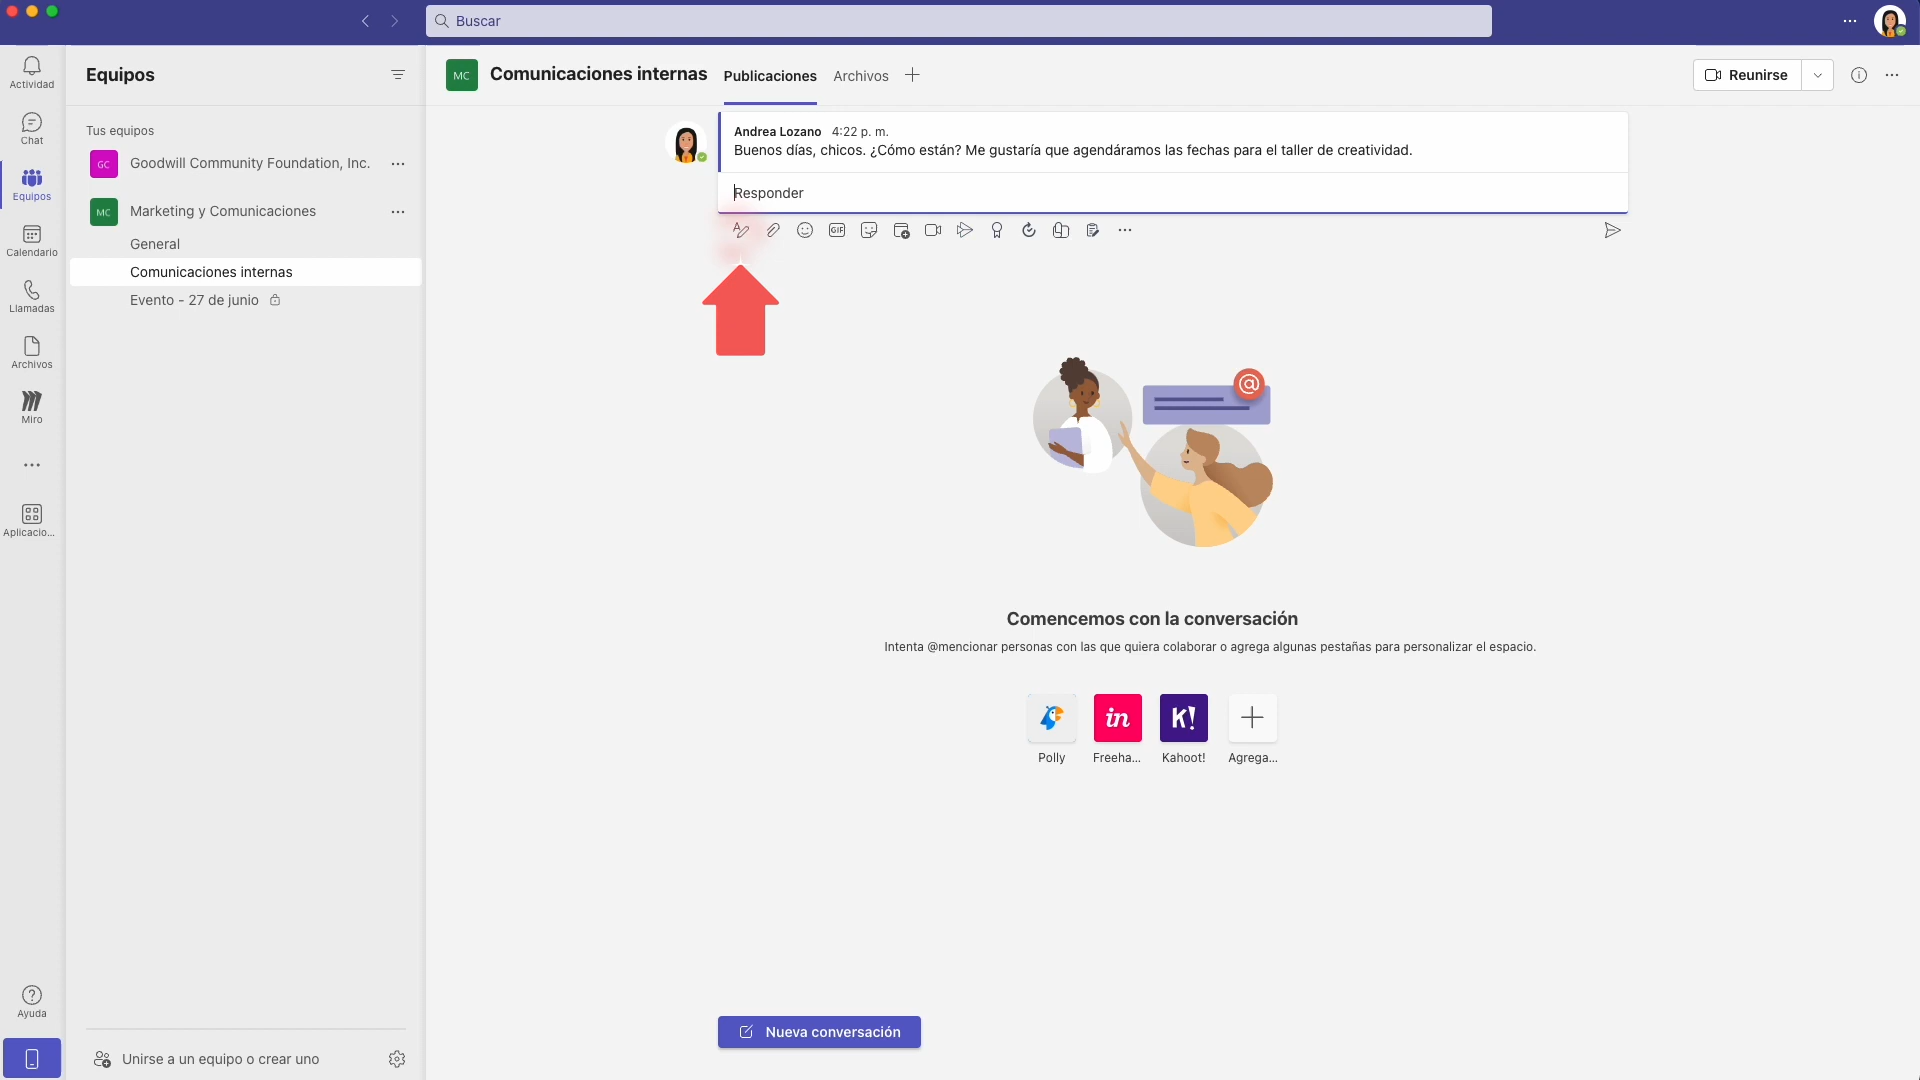 Buscar
Actividad
Chat
Equipos
Calendario
Llamadas
Archivos
Miro
Aplicacio...
Ayuda
Equipos
Tus equipos
GC Goodwill Community Foundation, Inc.
MC Marketing y Comunicaciones
General
Comunicaciones internas
Evento - 27 de junio
Unirse a un equipo o crear uno
MC Comunicaciones internas Publicaciones Archivos
Reunirse
Andrea Lozano 4:22 p. m.
Buenos días, chicos. ¿Cómo están? Me gustaría que agendáramos las fechas para el taller de creatividad.
Responder
GIF
@
Comencemos con la conversación
Intenta @mencionar personas con las que quiera colaborar o agrega algunas pestañas para personalizar el espacio.
in K!
Polly Freeha... Kahoot! Agrega...
Nueva conversación